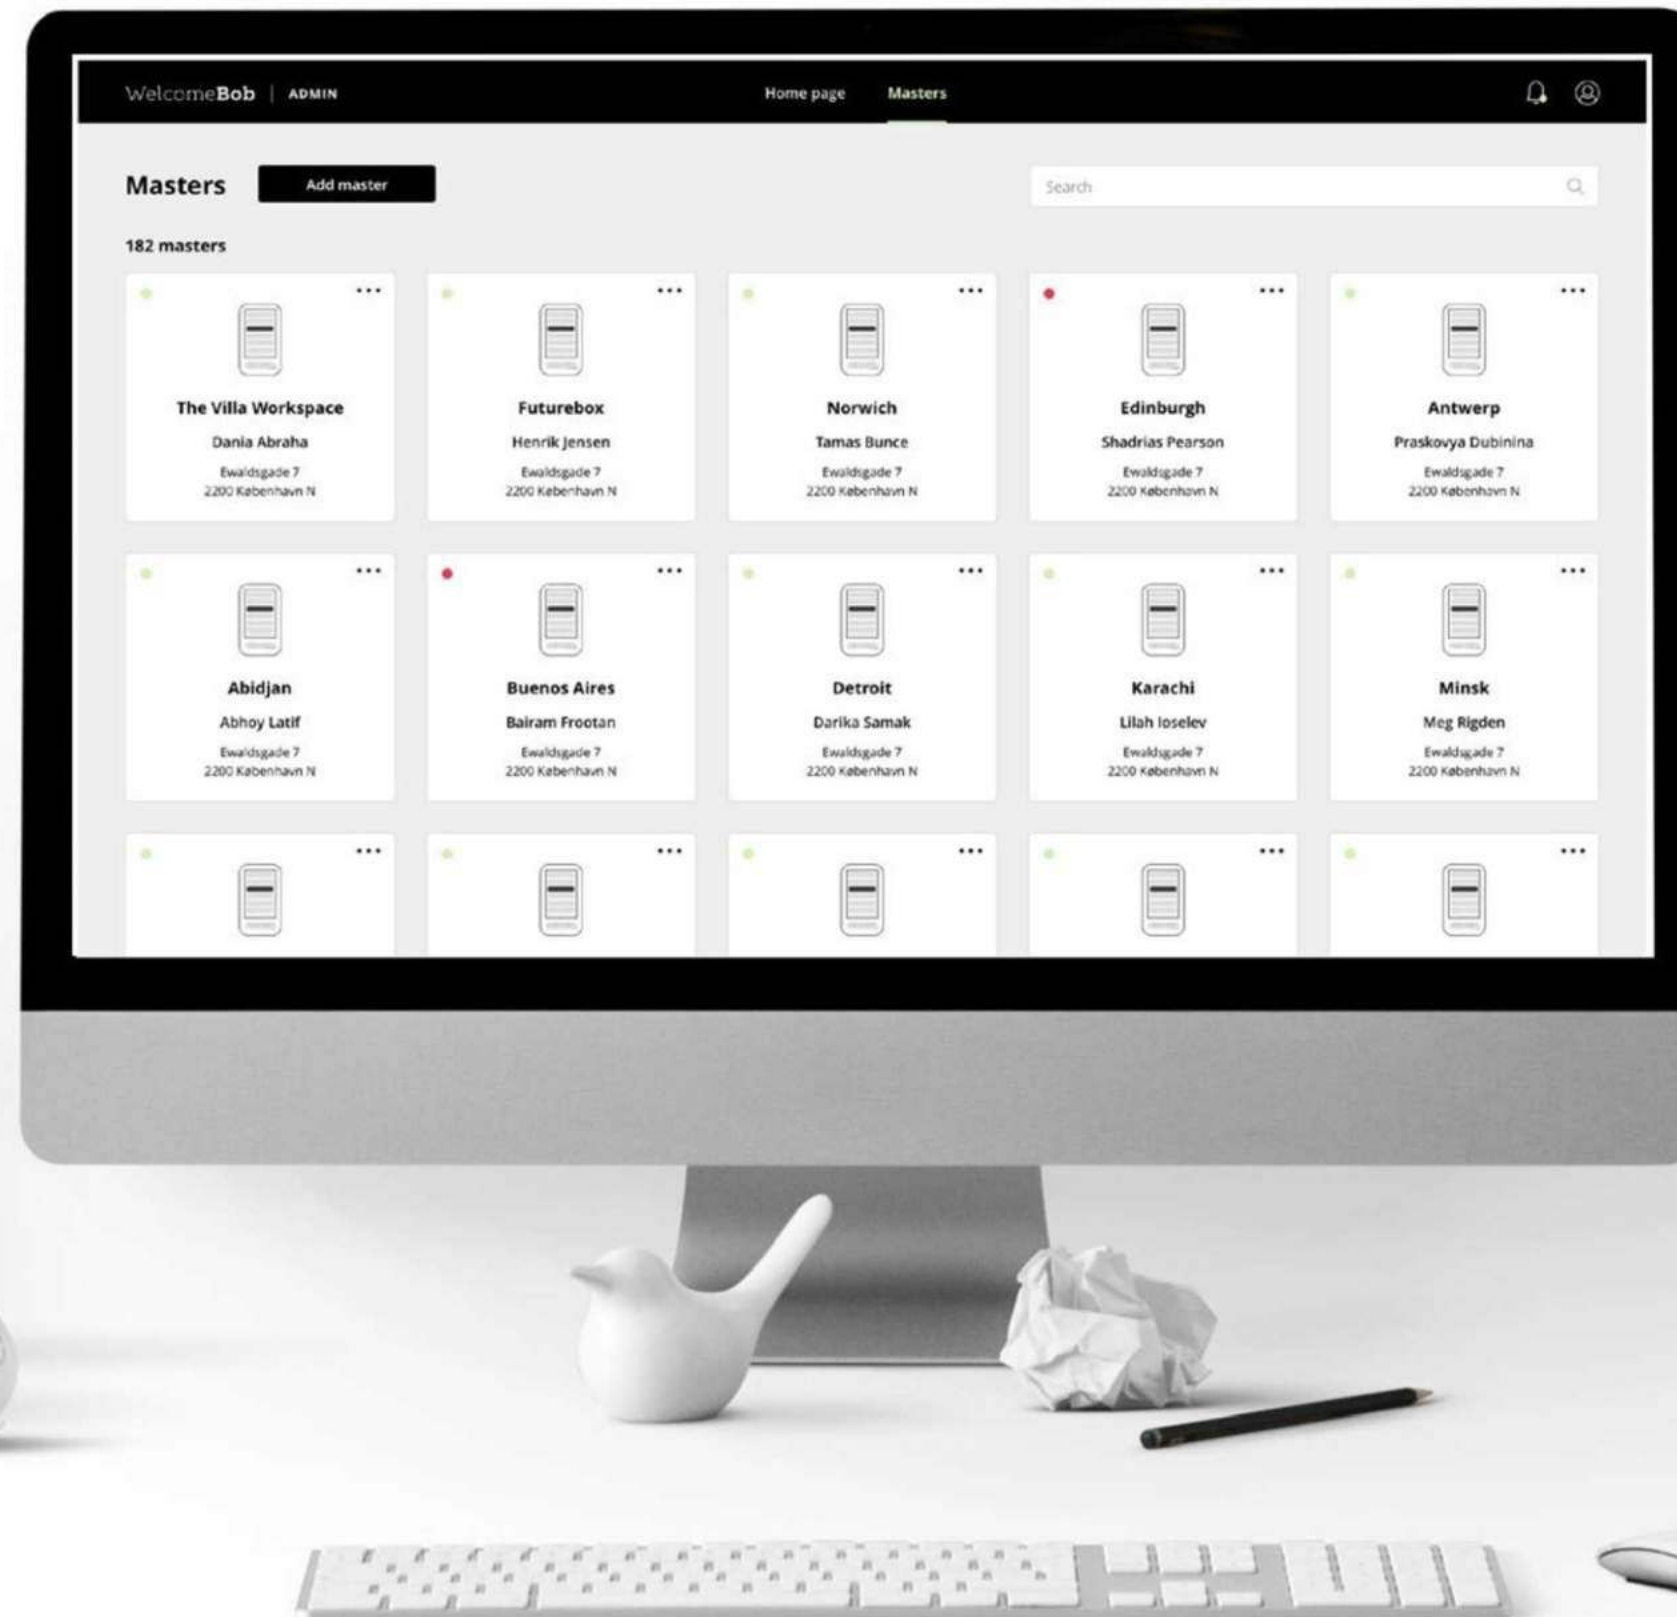 WelcomeBob | ADMIN
Home page Masters
Masters
Add master
Search
182 masters
The Villa Workspace
Dania Abraha
Ewaldsgade 7
2200 København N
Futurebox
Henrik Jensen
Ewaldsgade 7
2200 København N
Norwich
Tamas Bunce
Ewaldsgade 7
2200 København N
Edinburgh
Shadrias Pearson
Ewaldsgade 7
2200 København N
Antwerp
Praskovya Dubinina
Ewaldsgade 7
2200 København N
Abidjan
Abhoy Latif
Ewaldsgade 7
2200 København N
Buenos Aires
Bairam Frootan
Ewaldsgade 7
2200 København N
Detroit
Darika Samak
Ewaldsgade 7
2200 København N
Karachi
Lilah Ioselev
Ewaldsgade 7
2200 København N
Minsk
Meg Rigden
Ewaldsgade 7
2200 København N